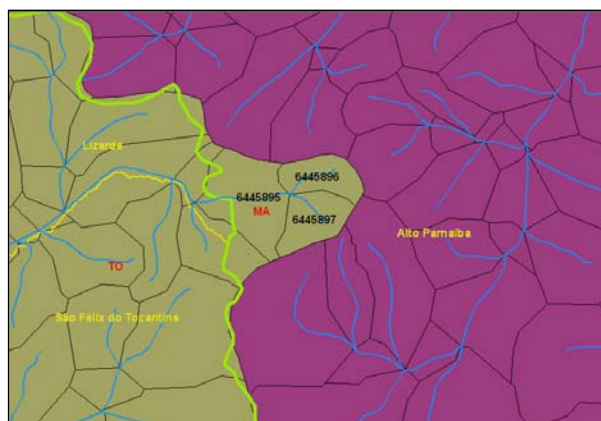 Lizarda
6445896
6445895
MA
6445897
Alto Parnaíba
TO
São Félix do Tocantins